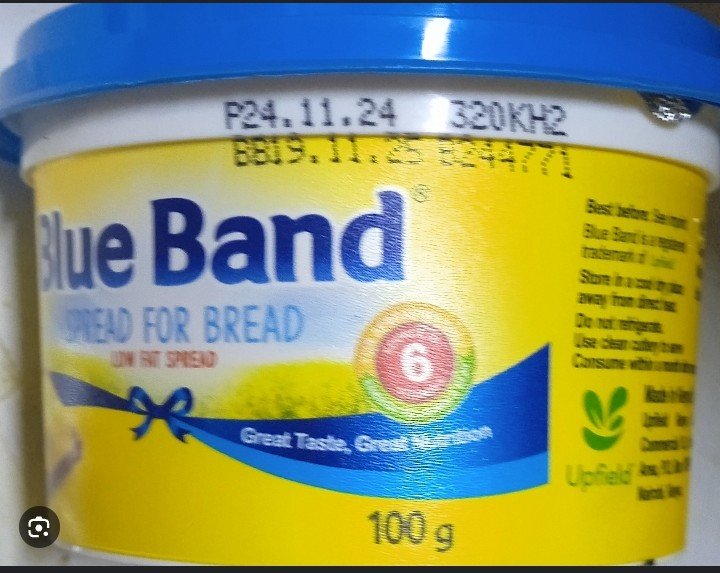 P24.11.24 320KH2
BB19.11.25 8244771
Blue Band®
SPREAD FOR BREAD
LOW FAT SPREAD
6
Great Taste, Great Nutrition
100 g
Best before: See
Blue Band is a registered
trademark of
Store in a cool dry place
away from direct
Do not refrigerate.
Use clean cutlery to serve
Consume within
Upfield
Made in
Upfield